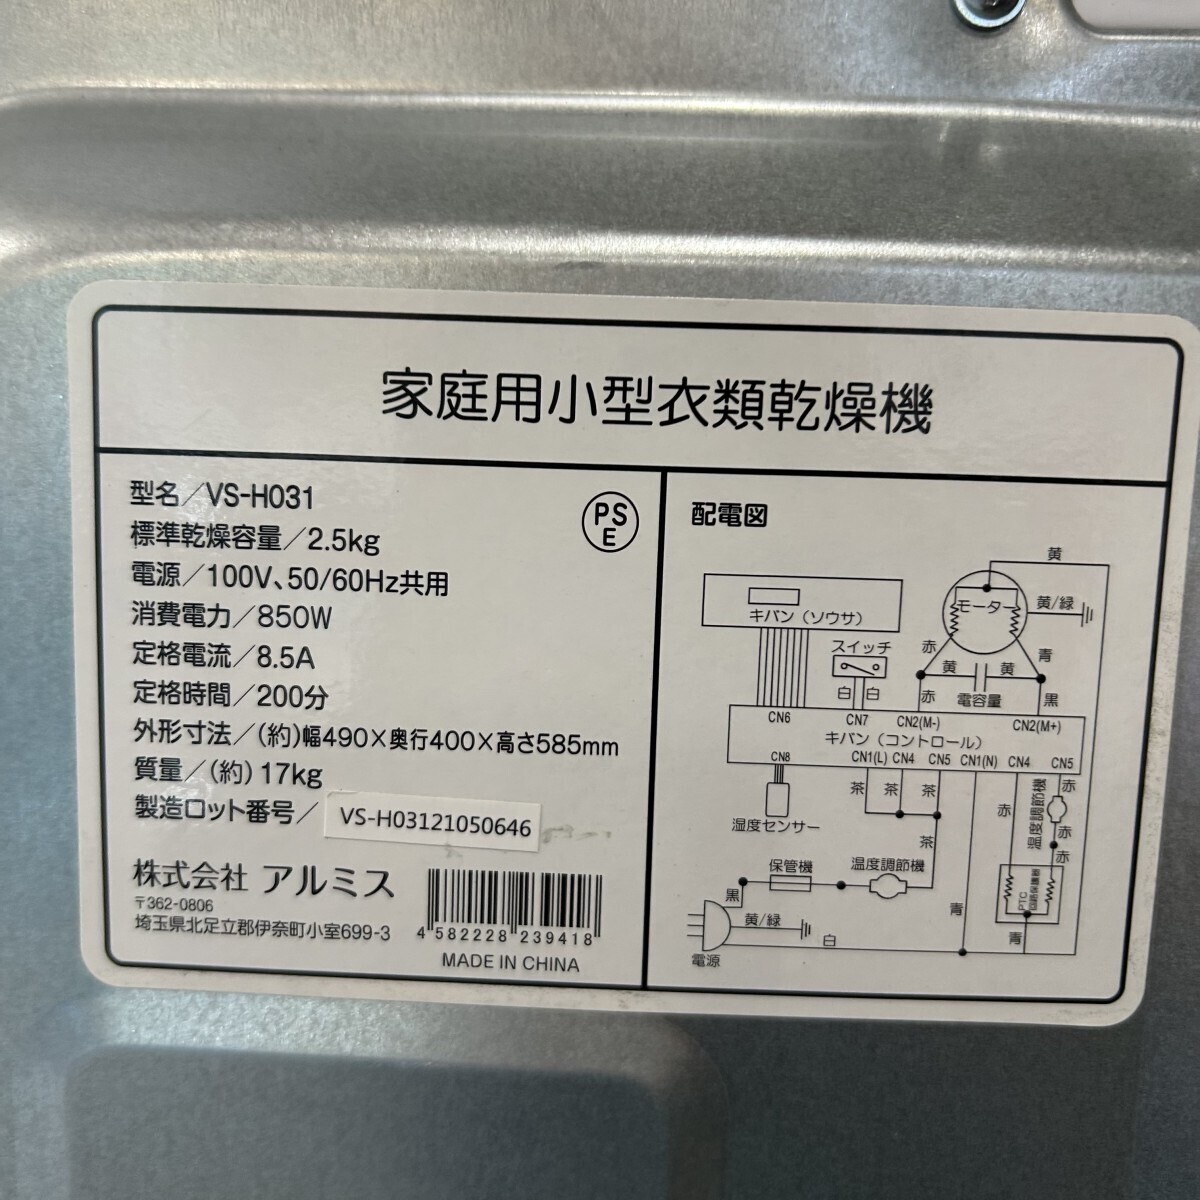 家庭用小型衣類乾燥機
型名／VS-H031
標準乾燥容量／2.5kg
電源／100V、50/60Hz共用
消費電力／850W
定格電流／8.5A
定格時間／200分
外形寸法／(約)幅490×奥行400×高さ585mm
質量／(約)17kg
製造ロット番号／ VS-H03121050646
株式会社 アルミス
〒362-0806
埼玉県北足立郡伊奈町小室699-3
4 582228 239418
MADE IN CHINA
PS
E
配電図
黄
モーター
黄/緑
キバン（ソウサ）
スイッチ
赤
黄
黄
青
白 白
赤
電容量
黒
CN6
CN7
CN2(M-)
CN2(M+)
キバン（コントロール）
CN8
CN1(L)
CN4
CN5
CN1(N)
CN4
CN5
湿度センサー
茶
茶
茶
茶
赤
温度調節機
赤
赤
赤
保管機
温度調節機
黒
PTC
青
黄/緑
白
青
電源